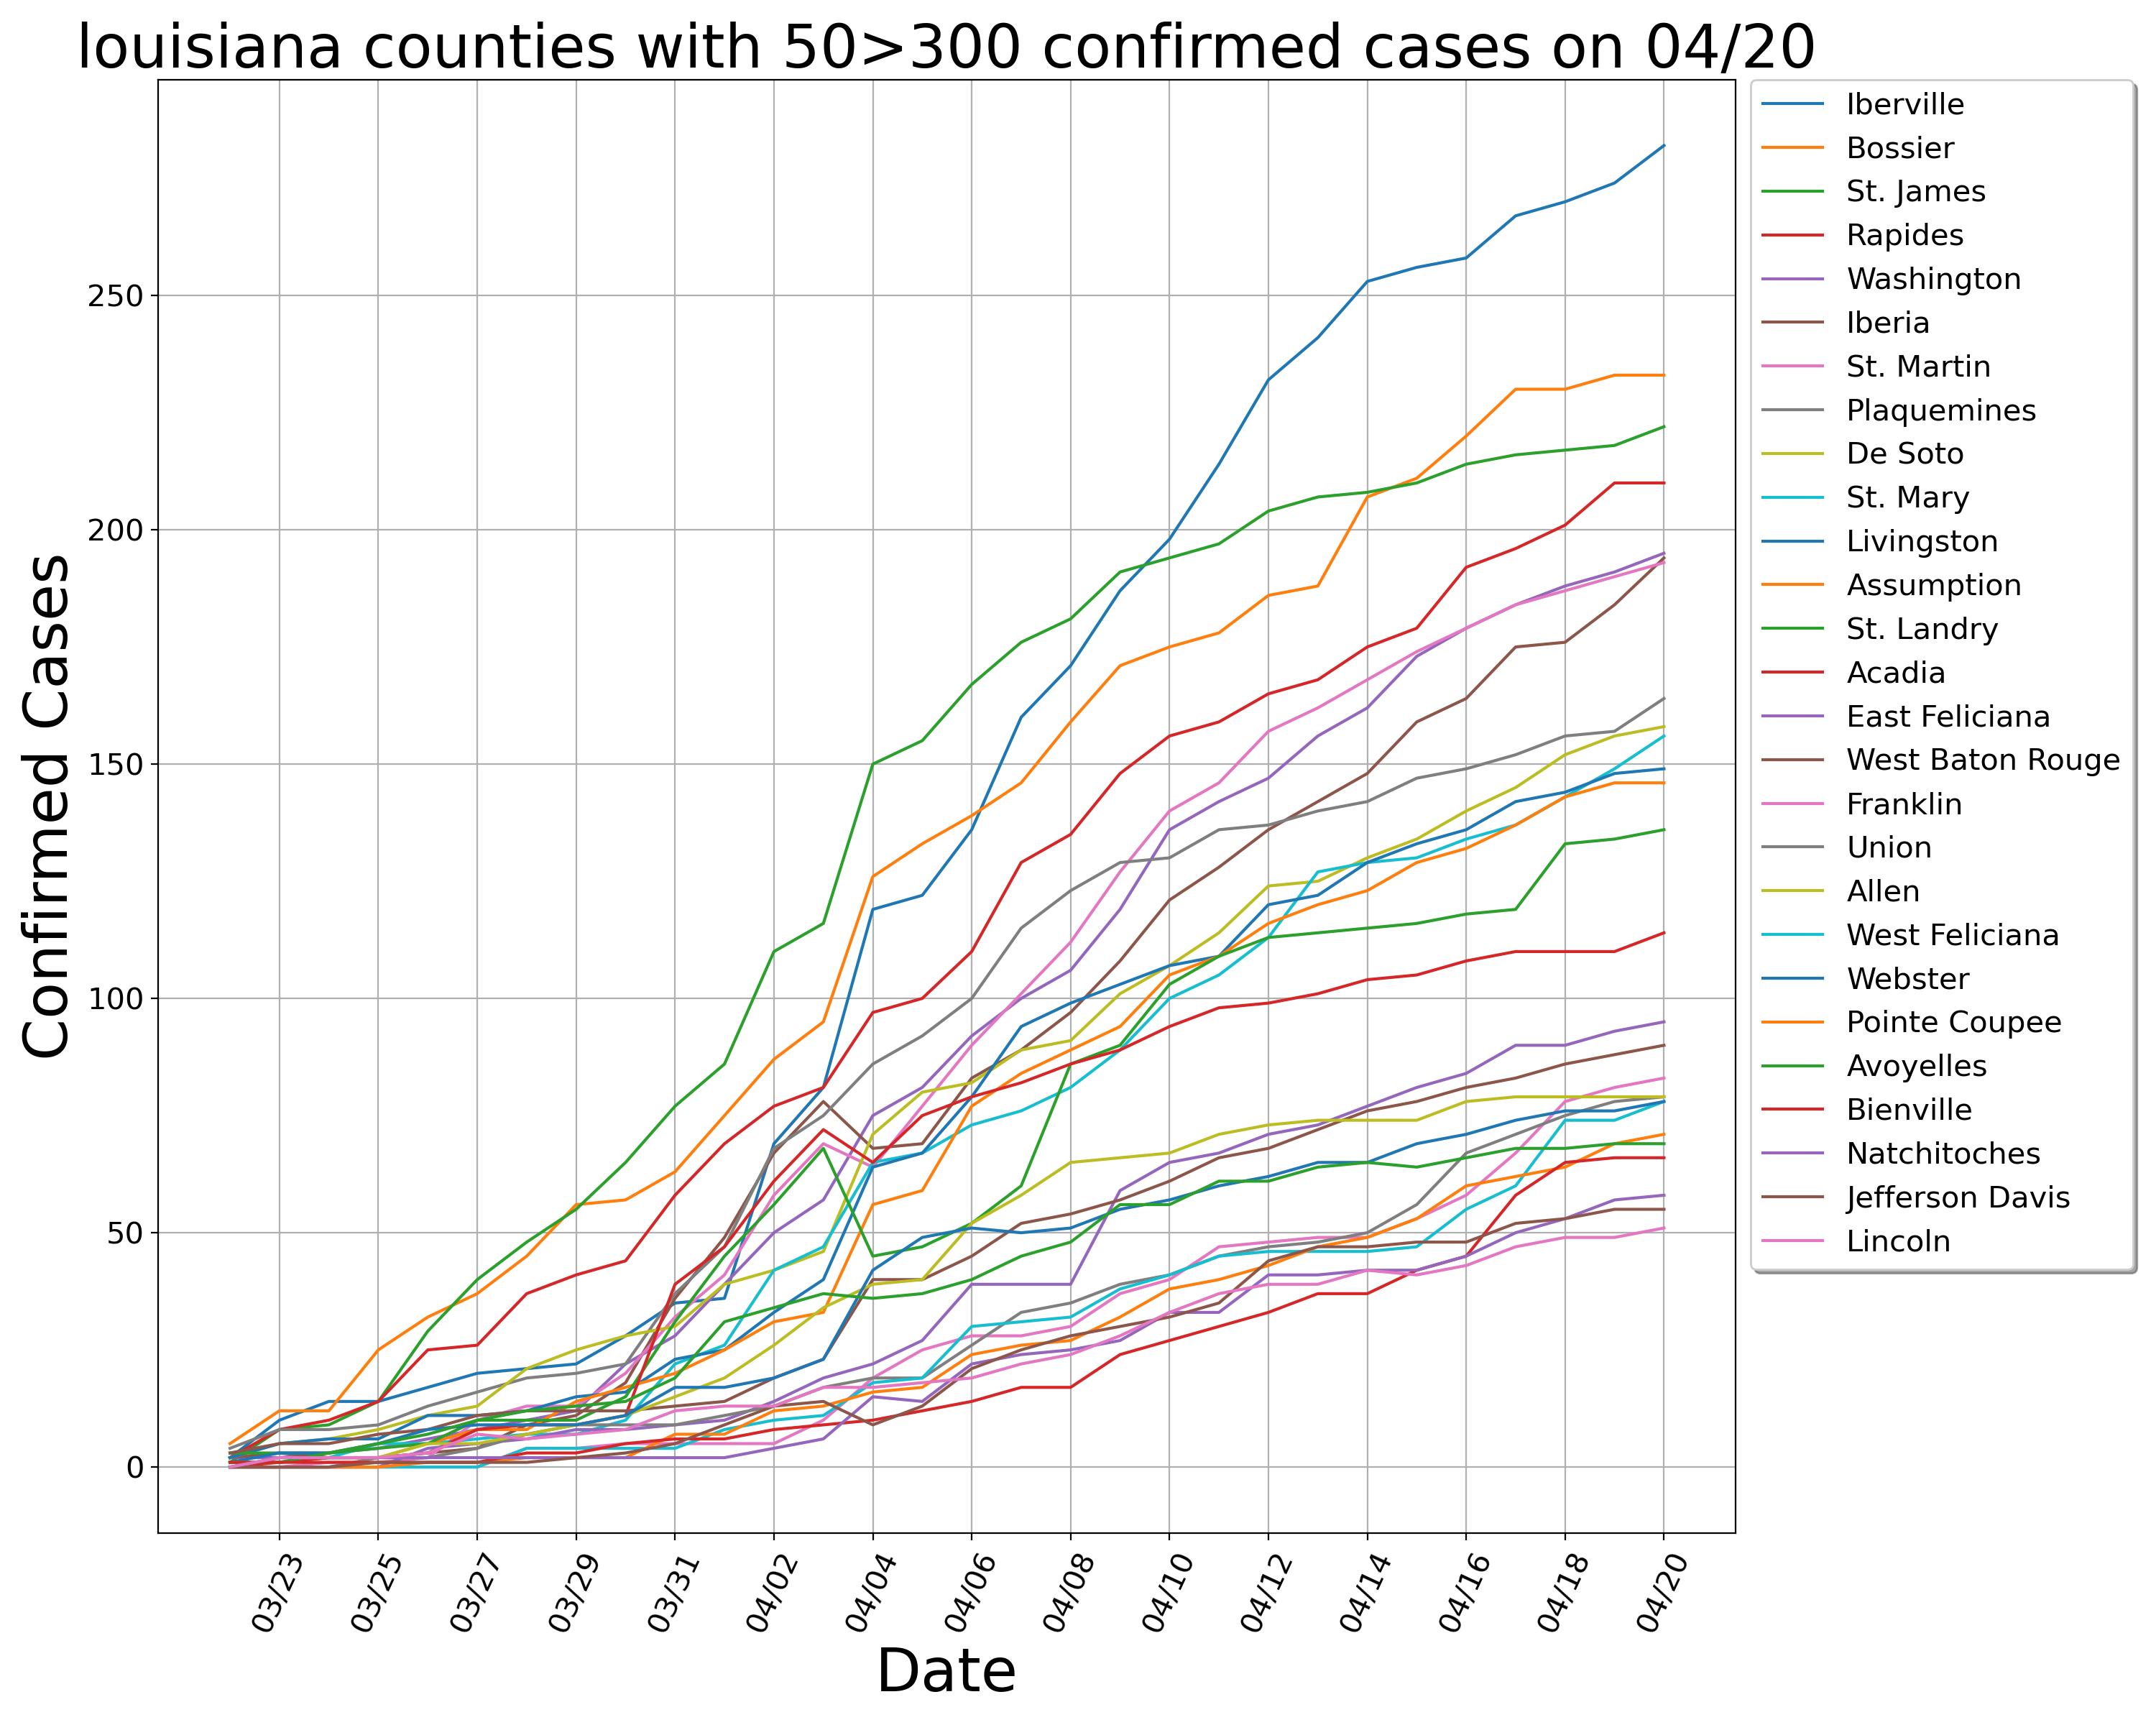 louisiana counties with 50>300 confirmed cases on 04/20
Confirmed Cases
250
200
150
100
50
0
03/23
03/25
03/27
03/29
03/31
04/02
04/04
04/06
04/08
04/10
04/12
04/14
04/16
04/18
04/20
Date
Iberville
Bossier
St. James
Rapides
Washington
Iberia
St. Martin
Plaquemines
De Soto
St. Mary
Livingston
Assumption
St. Landry
Acadia
East Feliciana
West Baton Rouge
Franklin
Union
Allen
West Feliciana
Webster
Pointe Coupee
Avoyelles
Bienville
Natchitoches
Jefferson Davis
Lincoln